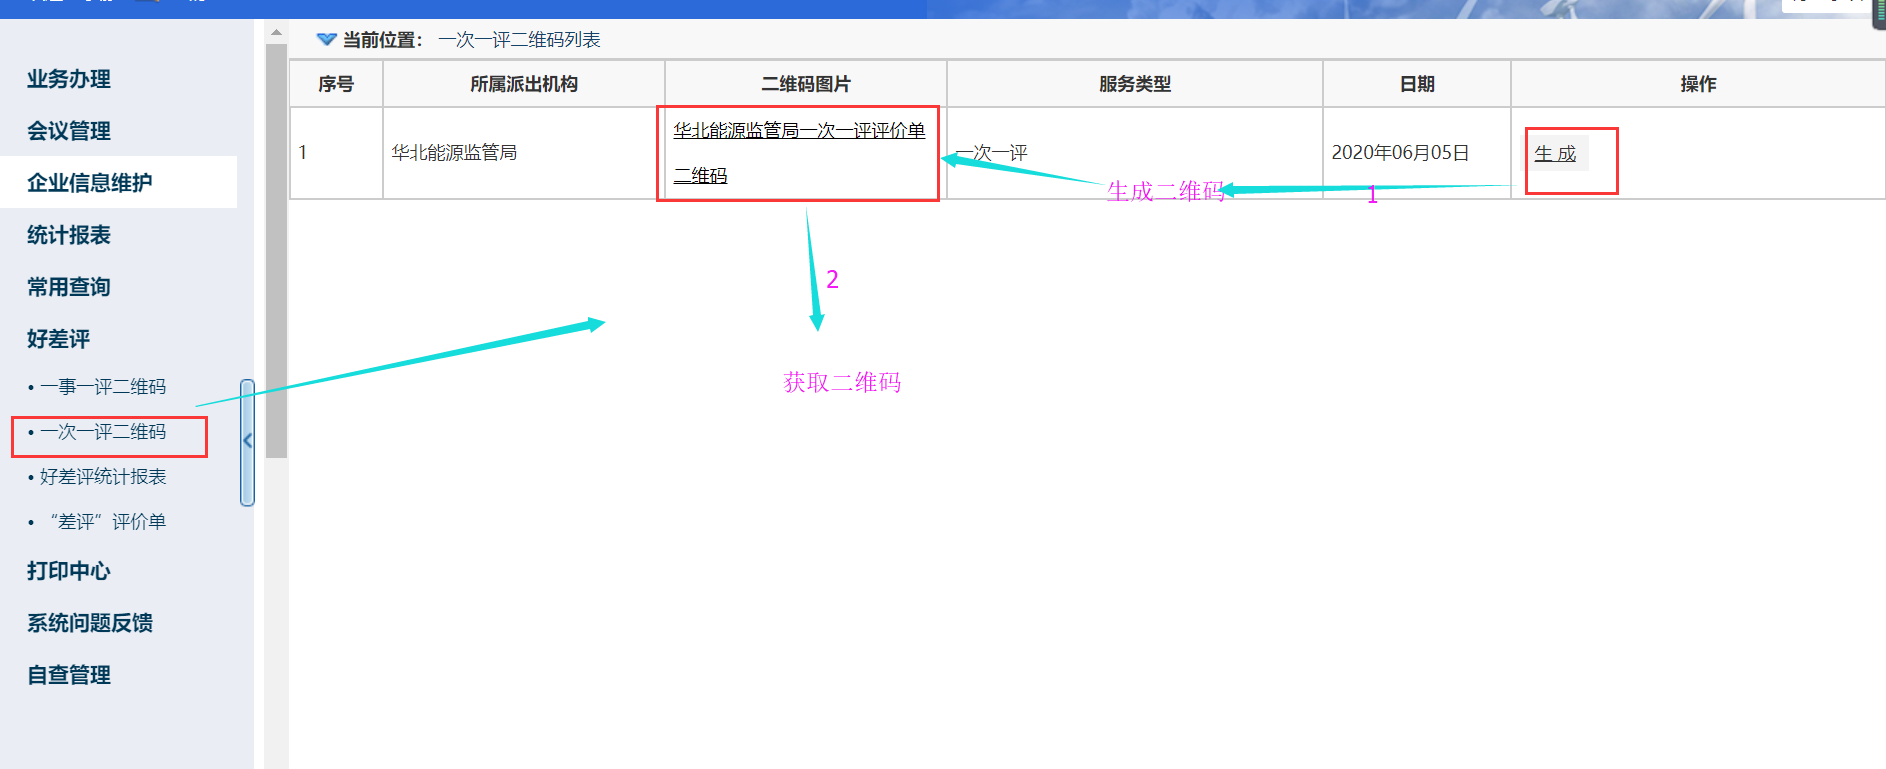 业务办理
会议管理
企业信息维护
统计报表
常用查询
好差评
• 一事一评二维码
• 一次一评二维码
• 好差评统计报表
• “差评”评价单
打印中心
系统问题反馈
自查管理
当前位置： 一次一评二维码列表
序号 所属派出机构 二维码图片 服务类型 日期 操作
1 华北能源监管局 华北能源监管局一次一评评价单 一次一评 2020年06月05日 生 成
二维码
生成二维码
1
2
获取二维码